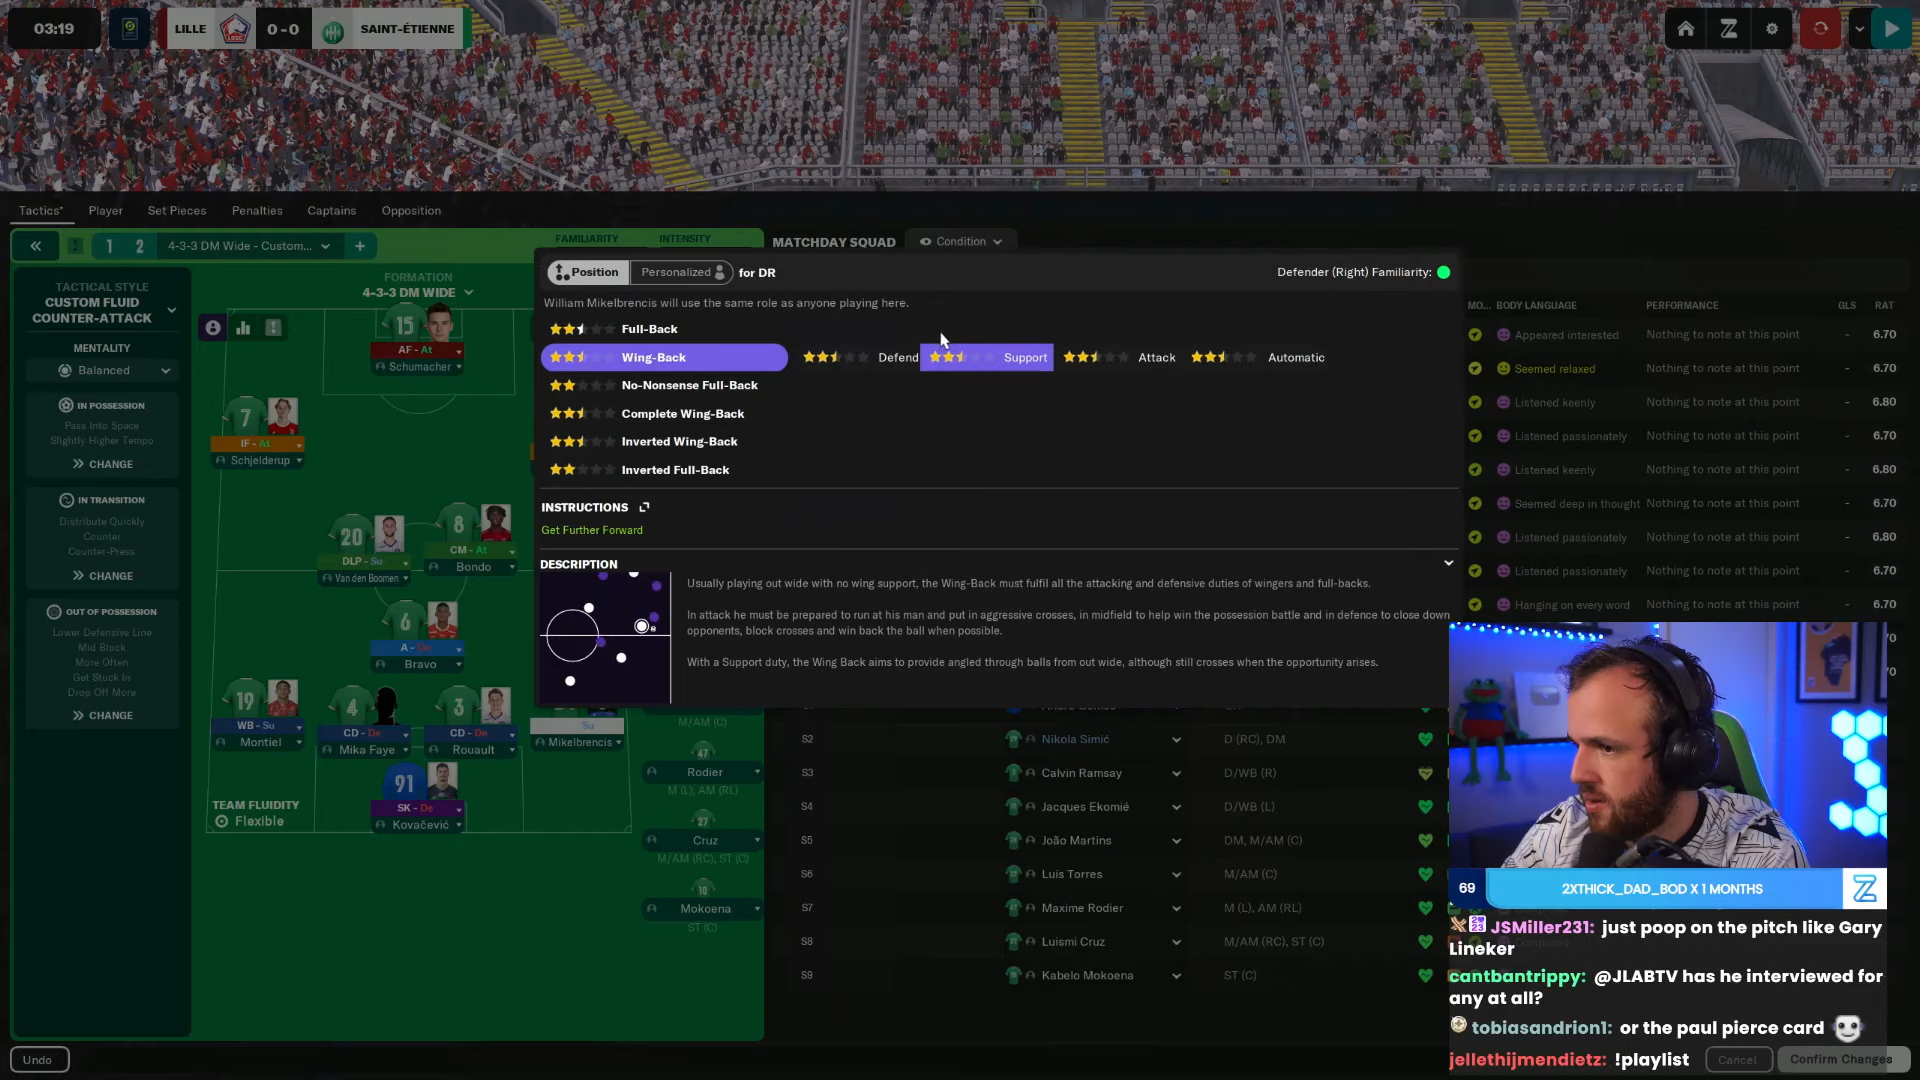 03:19
LILLE
0 - 0
SAINT-ÉTIENNE
Tactics*
Player
Set Pieces
Penalties
Captains
Opposition
1
2
4-3-3 DM Wide - Custom...
FAMILIARITY
INTENSITY
MATCHDAY SQUAD
Condition
TACTICAL STYLE
CUSTOM FLUID
COUNTER-ATTACK
MENTALITY
Balanced
IN POSSESSION
Pass Into Space
Slightly Higher Tempo
CHANGE
IN TRANSITION
Distribute Quickly
Counter
Counter-Press
CHANGE
OUT OF POSSESSION
Lower Defensive Line
Mid Block
More Often
Get Stuck In
Drop Off More
CHANGE
FORMATION
4-3-3 DM WIDE
15
AF - At
Schumacher
7
IF - At
Schjelderup
20
DLP - Su
Van den Boomen
8
CM - At
Bondo
6
A - De
Bravo
19
WB - Su
Montiel
4
CD - De
Mika Faye
3
CD - De
Rouault
Su
Mikelbrencis
91
SK - De
Kovačević
TEAM FLUIDITY
Flexible
Position
Personalized
for DR
Defender (Right) Familiarity:
William Mikelbrencis will use the same role as anyone playing here.
Full-Back
Wing-Back
Defend
Support
Attack
Automatic
No-Nonsense Full-Back
Complete Wing-Back
Inverted Wing-Back
Inverted Full-Back
INSTRUCTIONS
Get Further Forward
DESCRIPTION
Usually playing out wide with no wing support, the Wing-Back must fulfil all the attacking and defensive duties of wingers and full-backs.
In attack he must be prepared to run at his man and put in aggressive crosses, in midfield to help win the possession battle and in defence to close down
opponents, block crosses and win back the ball when possible.
With a Support duty, the Wing Back aims to provide angled through balls from out wide, although still crosses when the opportunity arises.
M/AM (C)
47
Rodier
M (L), AM (RL)
27
Cruz
M/AM (RC), ST (C)
10
Mokoena
ST (C)
S2
Nikola Simić
D (RC), DM
S3
Calvin Ramsay
D/WB (R)
S4
Jacques Ekomié
D/WB (L)
S5
João Martins
DM, M/AM (C)
S6
Luis Torres
M/AM (C)
S7
Maxime Rodier
M (L), AM (RL)
S8
Luismi Cruz
M/AM (RC), ST (C)
S9
Kabelo Mokoena
ST (C)
MO...
BODY LANGUAGE
PERFORMANCE
GLS
RAT
Appeared interested
Nothing to note at this point
-
6.70
Seemed relaxed
Nothing to note at this point
-
6.70
Listened keenly
Nothing to note at this point
-
6.80
Listened passionately
Nothing to note at this point
-
6.70
Listened keenly
Nothing to note at this point
-
6.80
Seemed deep in thought
Nothing to note at this point
-
6.70
Listened passionately
Nothing to note at this point
-
6.80
Listened passionately
Nothing to note at this point
-
6.70
Hanging on every word
Nothing to note at this point
-
6.70
69
2XTHICK_DAD_BOD X 1 MONTHS
JSMiller231: just poop on the pitch like Gary
Lineker
cantbantrippy: @JLABTV has he interviewed for
any at all?
tobiasandrion1: or the paul pierce card
jellethijmendietz: !playlist
Undo
Cancel
Confirm Changes